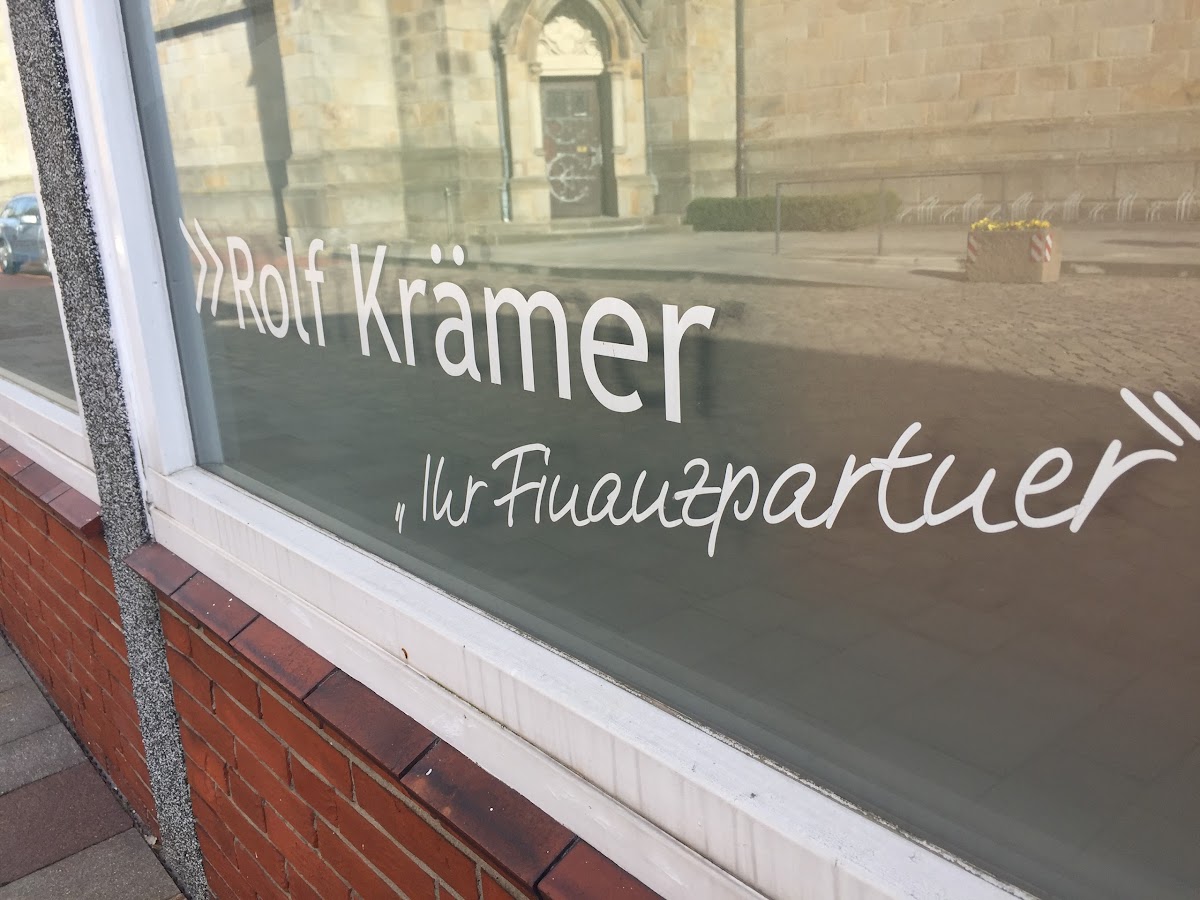 »Rolf Krämer
„Ihr Finanzpartner”